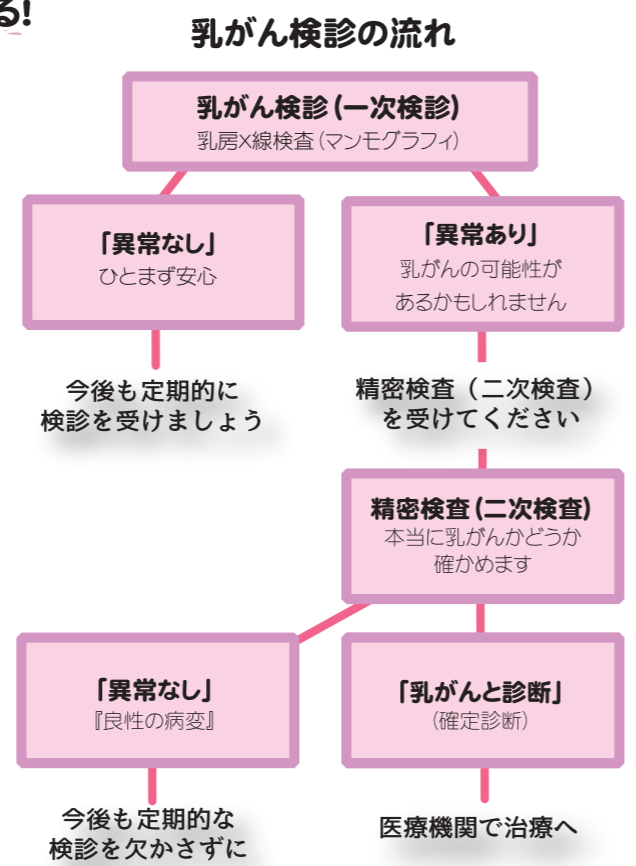 る!
乳がん検診の流れ
乳がん検診(一次検診)
乳房X線検査(マンモグラフィ)
「異常なし」
ひとまず安心
「異常あり」
乳がんの可能性が
あるかもしれません
今後も定期的に
検診を受けましょう
精密検査(二次検査)
を受けてください
精密検査(二次検査)
本当に乳がんかどうか
確かめます
「異常なし」
『良性の病変』
「乳がんと診断」
(確定診断)
今後も定期的な
検診を欠かさずに
医療機関で治療へ